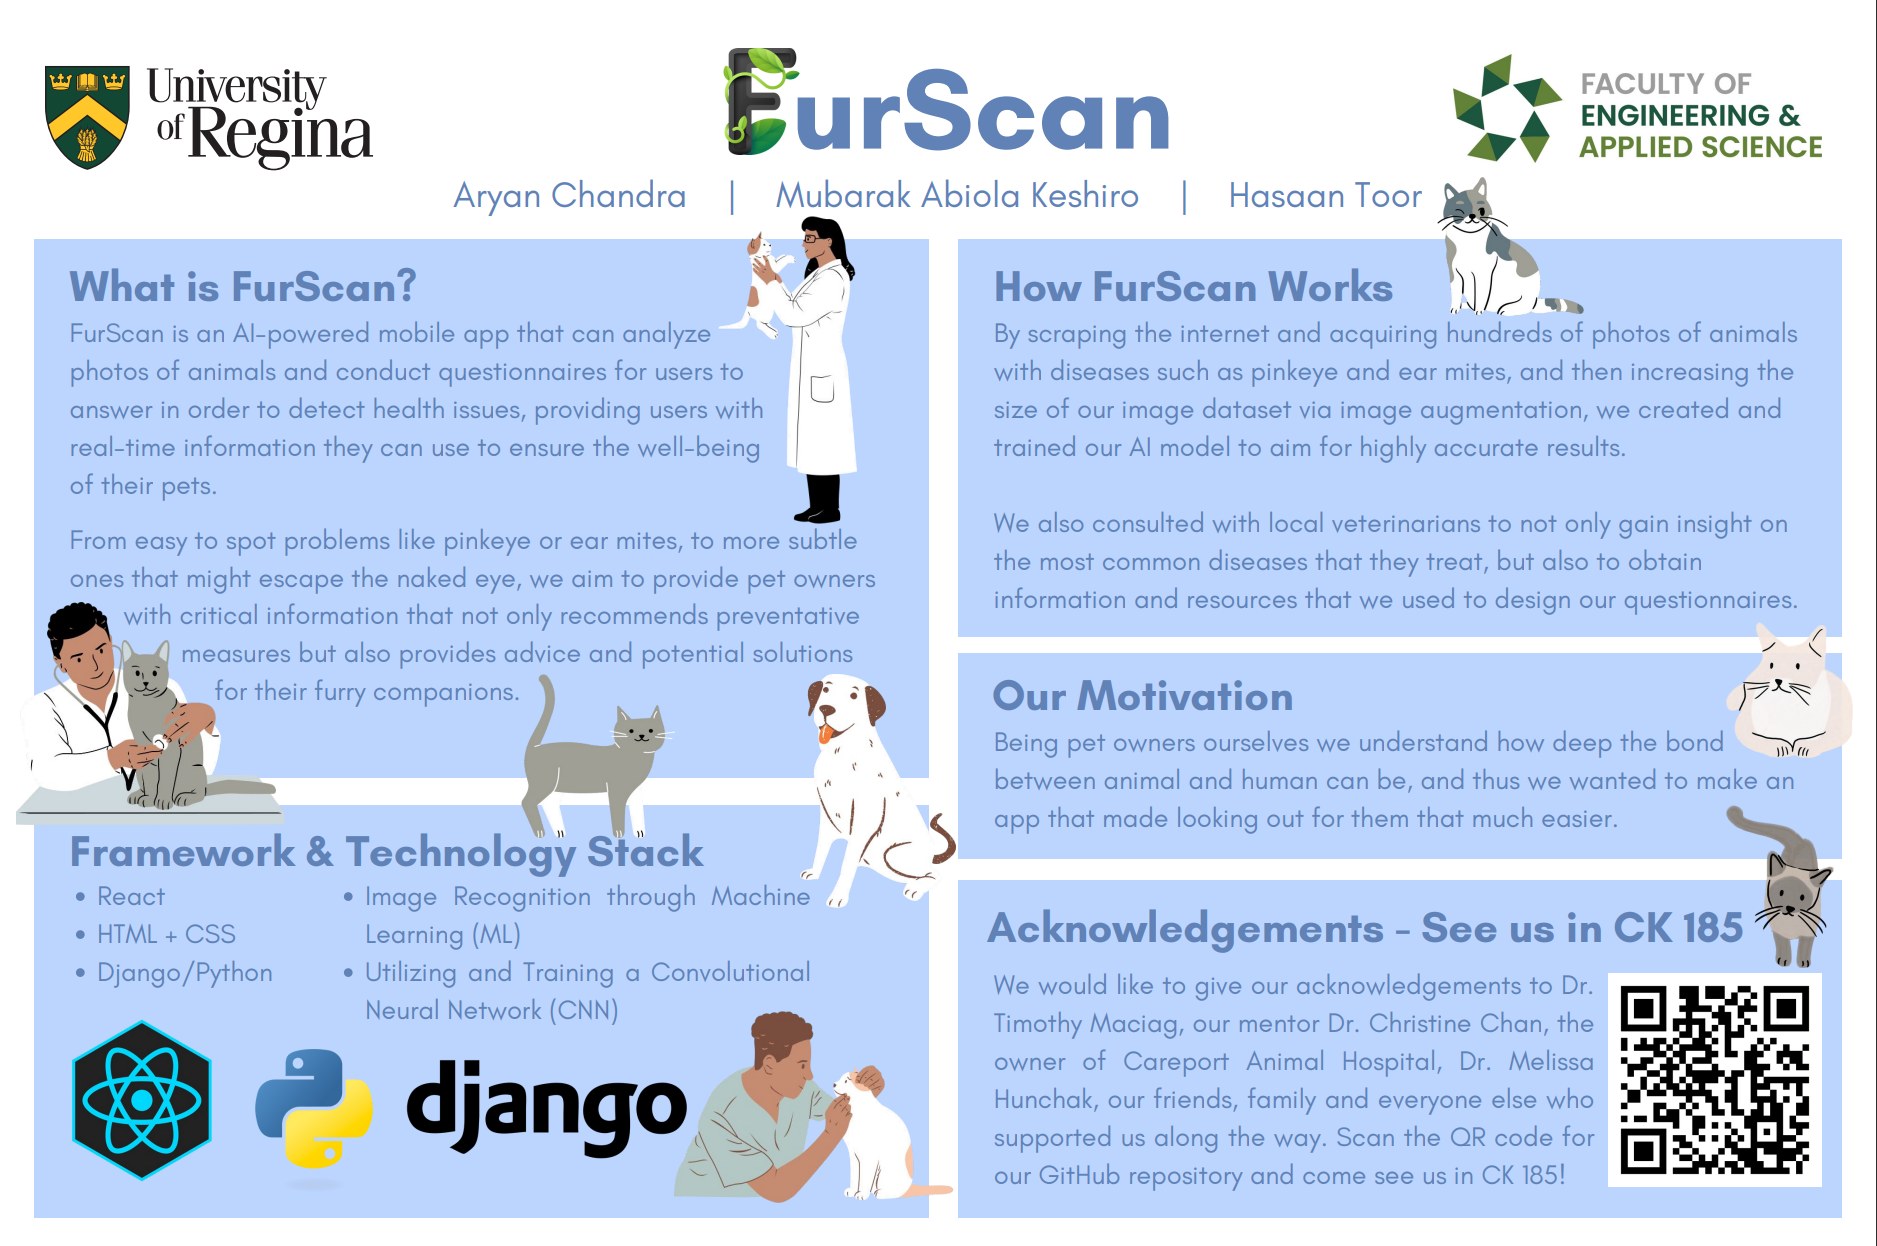 University
of Regina
FurScan
FACULTY OF
ENGINEERING &
APPLIED SCIENCE
Aryan Chandra | Mubarak Abiola Keshiro | Hasaan Toor
What is FurScan?
FurScan is an AI-powered mobile app that can analyze
photos of animals and conduct questionnaires for users to
answer in order to detect health issues, providing users with
real-time information they can use to ensure the well-being
of their pets.
From easy to spot problems like pinkeye or ear mites, to more subtle
ones that might escape the naked eye, we aim to provide pet owners
with critical information that not only recommends preventative
measures but also provides advice and potential solutions
for their furry companions.
Framework & Technology Stack
• React
• HTML + CSS
• Django/Python
• Image Recognition through Machine
Learning (ML)
• Utilizing and Training a Convolutional
Neural Network (CNN)
django
How FurScan Works
By scraping the internet and acquiring hundreds of photos of animals
with diseases such as pinkeye and ear mites, and then increasing the
size of our image dataset via image augmentation, we created and
trained our AI model to aim for highly accurate results.
We also consulted with local veterinarians to not only gain insight on
the most common diseases that they treat, but also to obtain
information and resources that we used to design our questionnaires.
Our Motivation
Being pet owners ourselves we understand how deep the bond
between animal and human can be, and thus we wanted to make an
app that made looking out for them that much easier.
Acknowledgements - See us in CK 185
We would like to give our acknowledgements to Dr.
Timothy Maciag, our mentor Dr. Christine Chan, the
owner of Careport Animal Hospital, Dr. Melissa
Hunchak, our friends, family and everyone else who
supported us along the way. Scan the QR code for
our GitHub repository and come see us in CK 185!